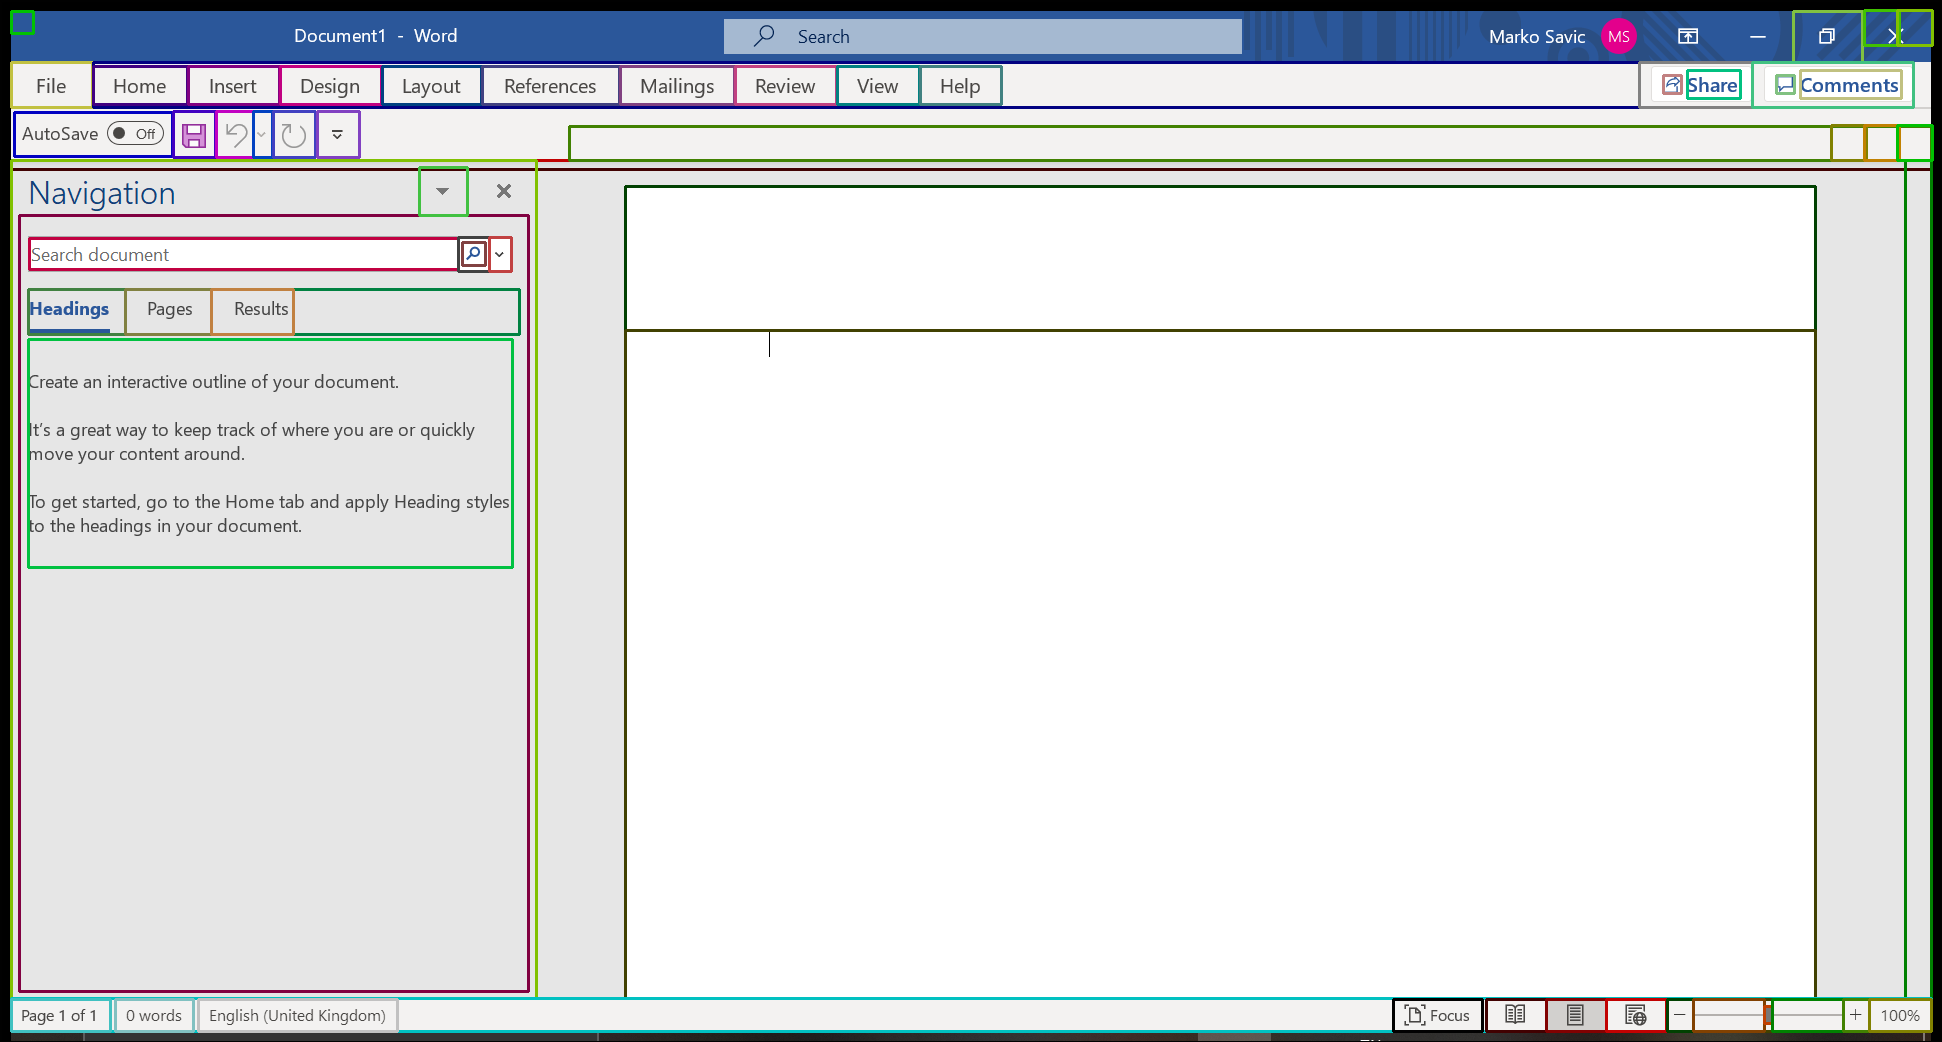 Document1 - Word
Search
Marko Savic
MS
File
Home
Insert
Design
Layout
References
Mailings
Review
View
Help
Share
Comments
AutoSave
Off
Navigation
Search document
Headings
Pages
Results
Create an interactive outline of your document.
It's a great way to keep track of where you are or quickly
move your content around.
To get started, go to the Home tab and apply Heading styles
to the headings in your document.
Page 1 of 1
0 words
English (United Kingdom)
Focus
100%